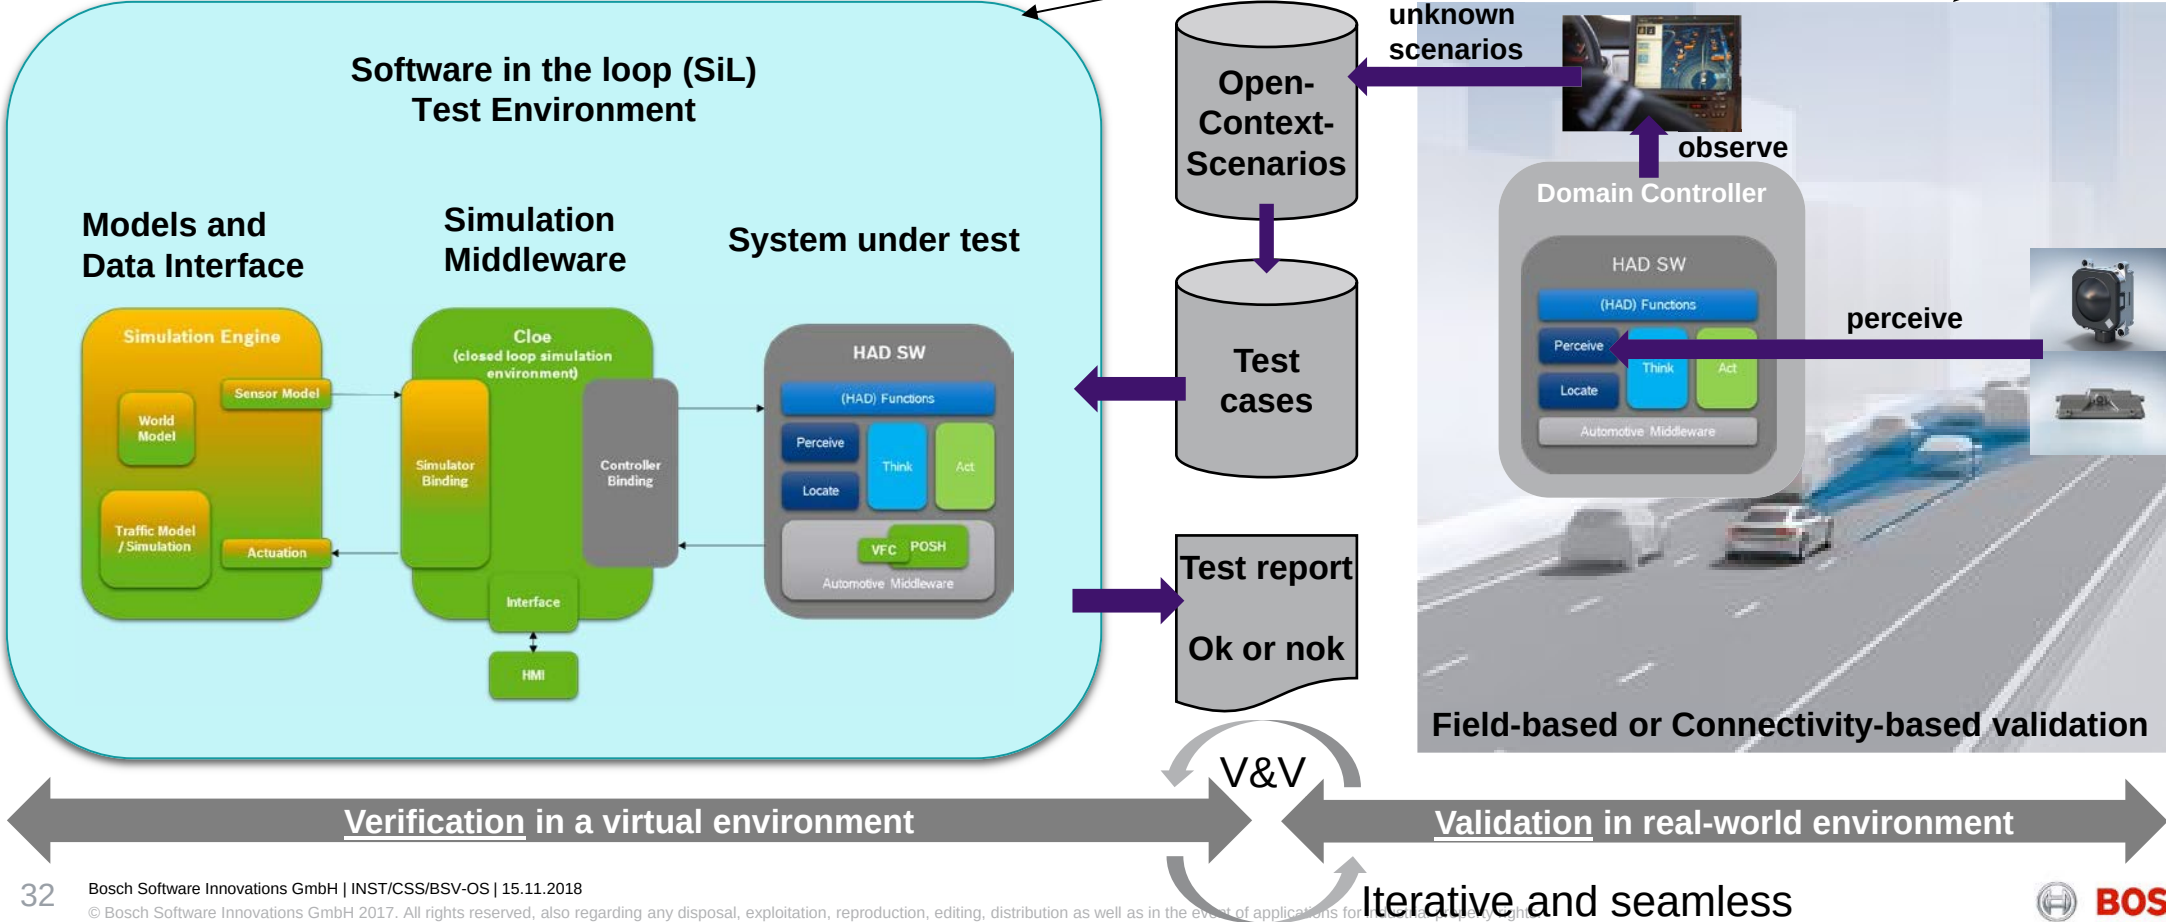 Software in the loop (SiL)
Test Environment
Models and
Data Interface
Simulation
Middleware
System under test
Simulation Engine
Sensor Model
World
Model
Traffic Model
/ Simulation
Actuation
Cloe
(closed loop simulation
environment)
Simulator
Binding
Controller
Binding
Interface
HMI
HAD SW
(HAD) Functions
Perceive
Think
Act
Locate
VFC
POSH
Automotive Middleware
Open-
Context-
Scenarios
Test
cases
Test report
Ok or nok
unknown
scenarios
observe
Domain Controller
HAD SW
(HAD) Functions
Perceive
Think
Act
Locate
Automotive Middleware
perceive
Field-based or Connectivity-based validation
V&V
Verification in a virtual environment
Validation in real-world environment
Iterative and seamless
32
Bosch Software Innovations GmbH | INST/CSS/BSV-OS | 15.11.2018
© Bosch Software Innovations GmbH 2017. All rights reserved, also regarding any disposal, exploitation, reproduction, editing, distribution as well as in the event of applications for industrial property rights.
BOS